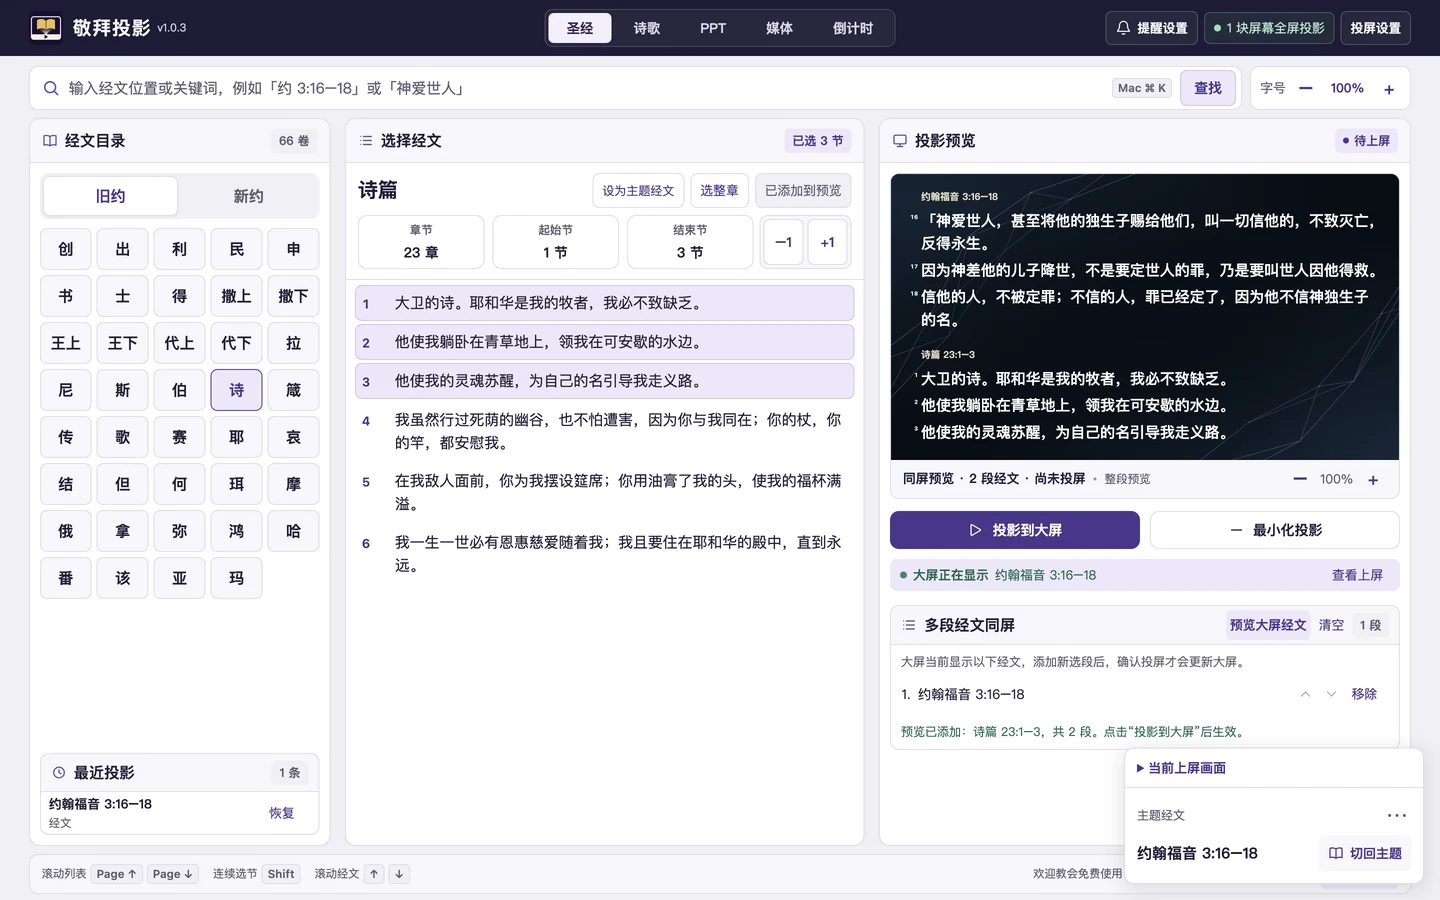 敬拜投影 v1.0.3
圣经 诗歌 PPT 媒体 倒计时
提醒设置 1 块屏幕全屏投影 投屏设置
输入经文位置或关键词，例如「约 3:16—18」或「神爱世人」
Mac ⌘ K 查找
字号 — 100% +
经文目录 66 卷
旧约 新约
创 出 利 民 申
书 士 得 撒上 撒下
王上 王下 代上 代下 拉
尼 斯 伯 诗 箴
传 歌 赛 耶 哀
结 但 何 珥 摩
俄 拿 弥 鸿 哈
番 该 亚 玛
最近投影 1 条
约翰福音 3:16—18
经文
恢复
选择经文 已选 3 节
诗篇 设为主题经文 选整章 已添加到预览
章节 起始节 结束节
23 章 1 节 3 节 —1 +1
1 大卫的诗。耶和华是我的牧者，我必不致缺乏。
2 他使我躺卧在青草地上，领我在可安歇的水边。
3 他使我的灵魂苏醒，为自己的名引导我走义路。
4 我虽然行过死荫的幽谷，也不怕遭害，因为你与我同在；你的杖，你
的竿，都安慰我。
5 在我敌人面前，你为我摆设筵席；你用油膏了我的头，使我的福杯满
溢。
6 我一生一世必有恩惠慈爱随着我；我且要住在耶和华的殿中，直到永
远。
投影预览 待上屏
约翰福音 3:16—18
16 「神爱世人，甚至将他的独生子赐给他们，叫一切信他的，不致灭亡，
反得永生。
17 因为神差他的儿子降世，不是要定世人的罪，乃是要叫世人因他得救。
18 信他的人，不被定罪；不信的人，罪已经定了，因为他不信神独生子
的名。
诗篇 23:1—3
1 大卫的诗。耶和华是我的牧者，我必不致缺乏。
2 他使我躺卧在青草地上，领我在可安歇的水边。
3 他使我的灵魂苏醒，为自己的名引导我走义路。
同屏预览 · 2 段经文 · 尚未投屏 • 整段预览 — 100% +
投影到大屏 — 最小化投影
大屏正在显示 约翰福音 3:16—18 查看上屏
多段经文同屏 预览大屏经文 清空 1 段
大屏当前显示以下经文，添加新选段后，确认投屏才会更新大屏。
1. 约翰福音 3:16—18 移除
预览已添加：诗篇 23:1—3，共 2 段。点击“投影到大屏”后生效。
▶ 当前上屏画面
主题经文 ···
约翰福音 3:16—18 切回主题
滚动列表 Page ↑ Page ↓ 连续选节 Shift 滚动经文 ↑ ↓
欢迎教会免费使用